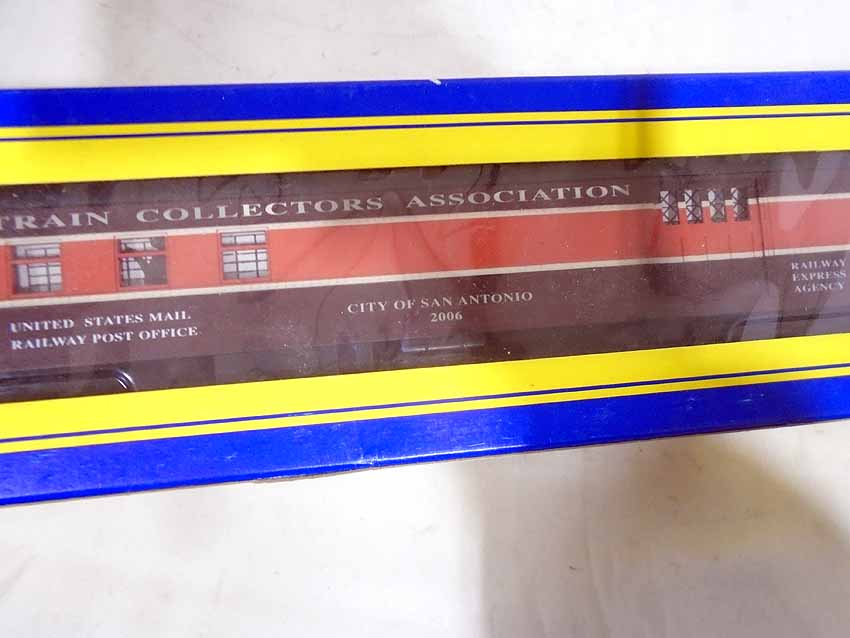 TRAIN COLLECTORS ASSOCIATION
UNITED STATES MAIL
RAILWAY POST OFFICE
CITY OF SAN ANTONIO
2006
RAILWAY
EXPRESS
AGENCY